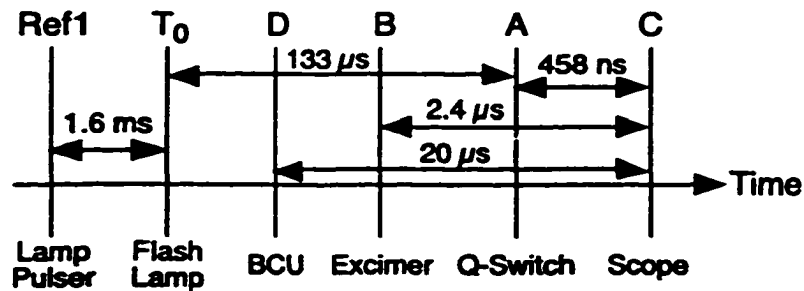 Ref1 T0 D B A C
133 µs
458 ns
1.6 ms
2.4 µs
20 µs
Time
Lamp Pulser
Flash Lamp
BCU
Excimer
Q-Switch
Scope